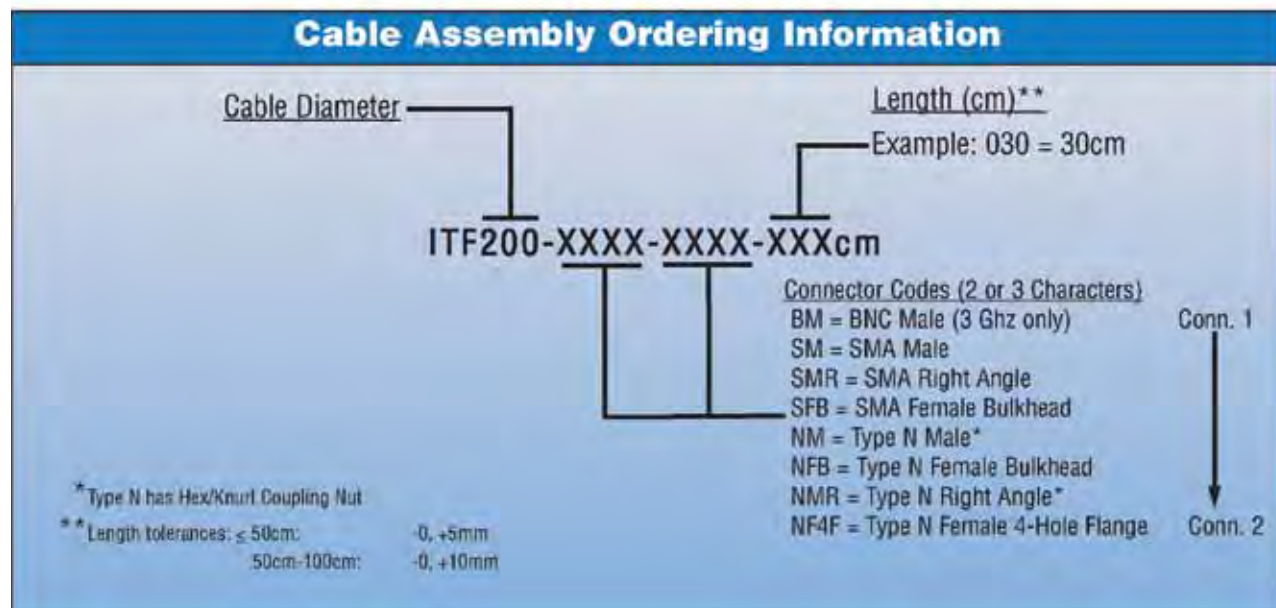 Cable Assembly Ordering Information
Cable Diameter
Length (cm)**
Example: 030 = 30cm
ITF200-XXXX-XXXX-XXXcm
Connector Codes (2 or 3 Characters)
BM = BNC Male (3 Ghz only) Conn. 1
SM = SMA Male
SMR = SMA Right Angle
SFB = SMA Female Bulkhead
NM = Type N Male*
NFB = Type N Female Bulkhead
NMR = Type N Right Angle*
NF4F = Type N Female 4-Hole Flange Conn. 2
*Type N has Hex/Knurl Coupling Nut
**Length tolerances: ≤ 50cm: -0, +5mm
50cm-100cm: -0, +10mm